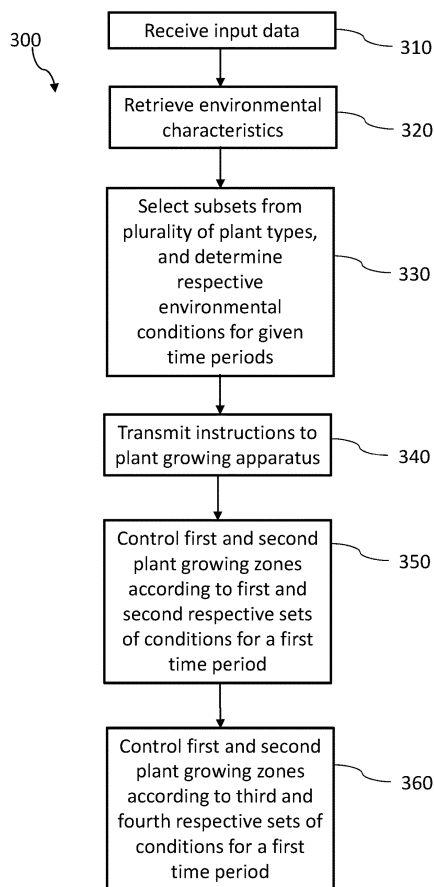 300
Receive input data
310
Retrieve environmental
characteristics
320
Select subsets from
plurality of plant types,
and determine
respective
environmental
conditions for given
time periods
330
Transmit instructions to
plant growing apparatus
340
Control first and second
plant growing zones
according to first and
second respective sets
of conditions for a first
time period
350
Control first and second
plant growing zones
according to third and
fourth respective sets of
conditions for a first
time period
360